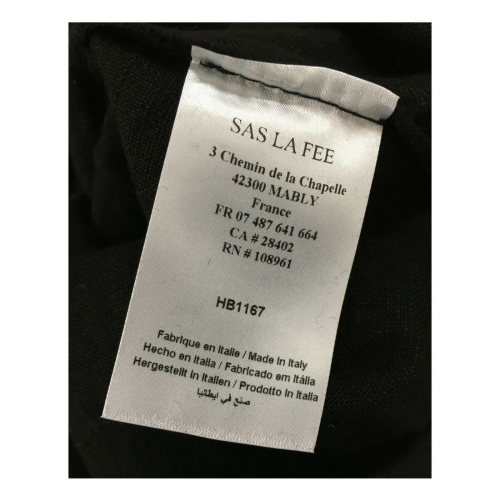 SAS LA FEE
3 Chemin de la Chapelle
42300 MABLY
France
FR 07 487 641 664
CA # 28402
RN # 108961
HB1167
Fabrique en Italie / Made in Italy
Hecho en Italia / Fabricado em Itália
Hergestellt in Italien / Prodotto in Italia
صنع في ايطاليا